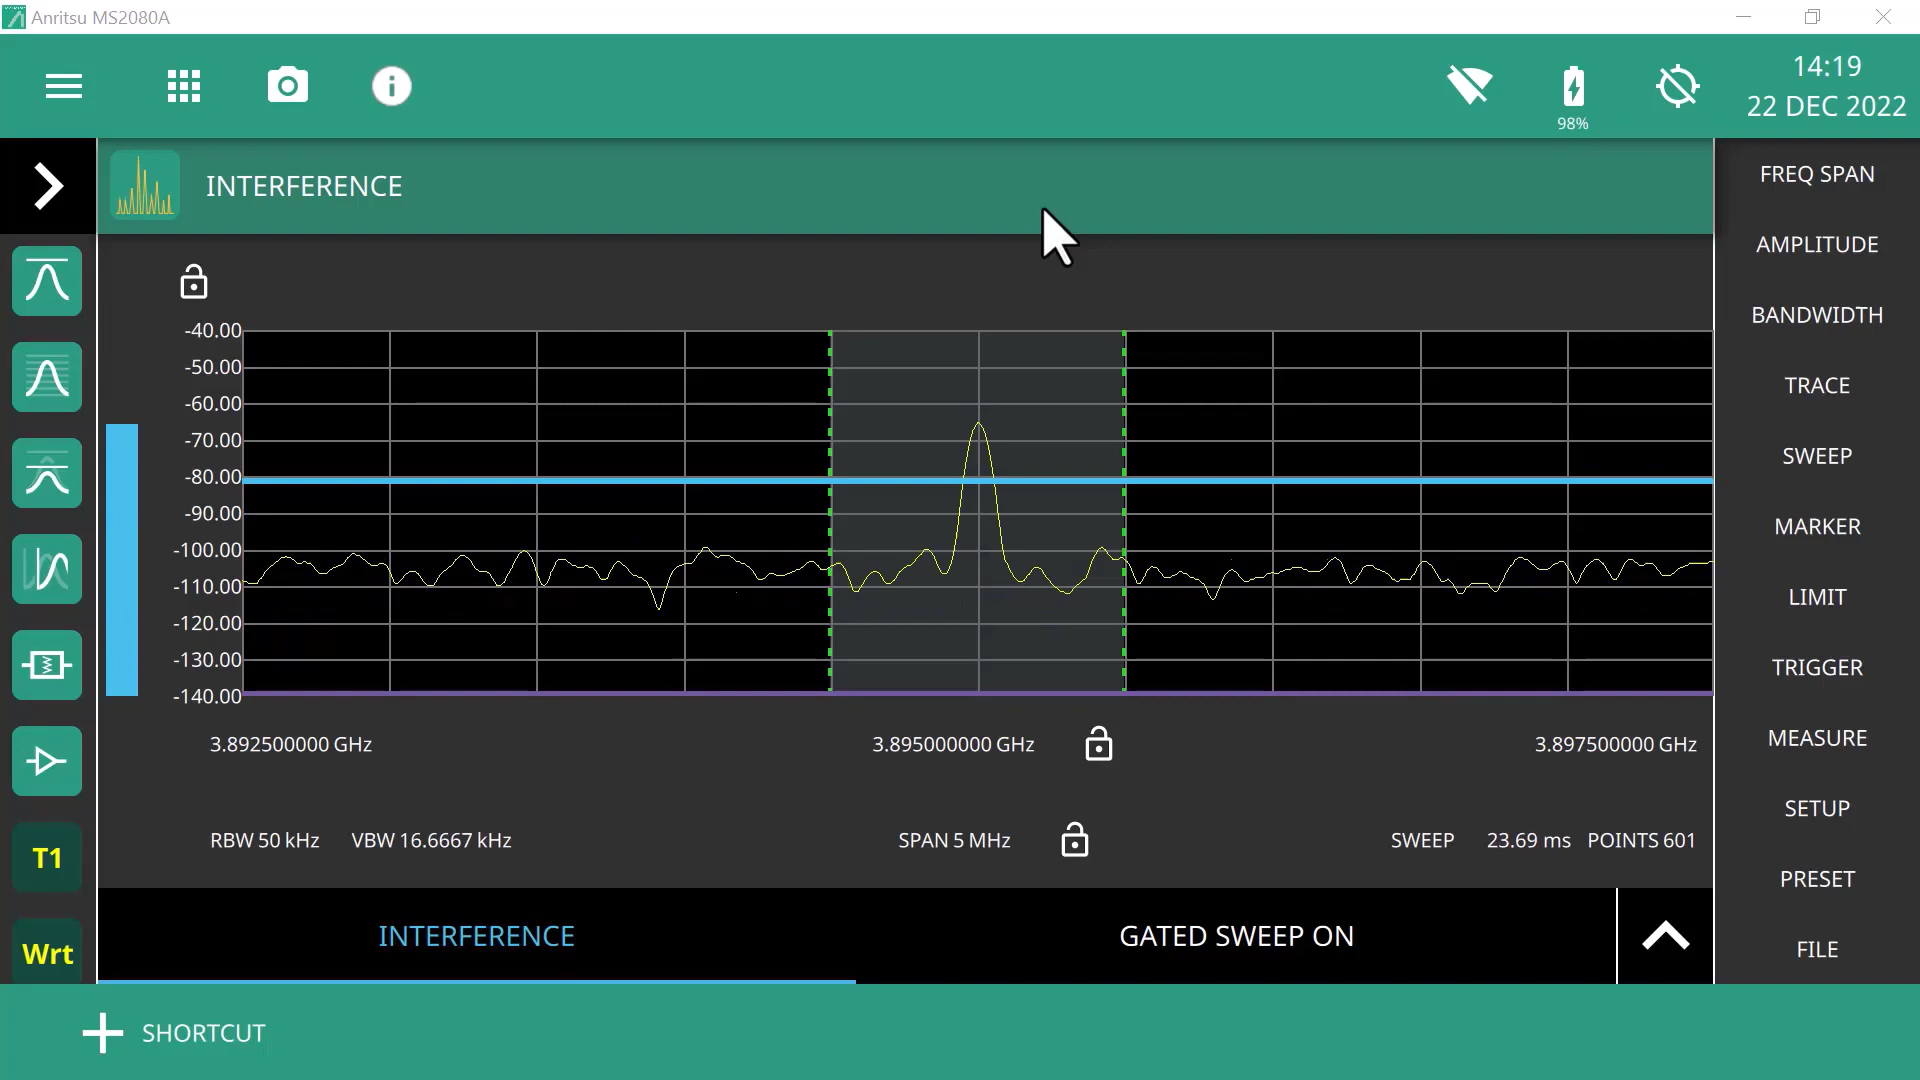 Anritsu MS2080A
98%
14:19
22 DEC 2022
INTERFERENCE
FREQ SPAN
AMPLITUDE
BANDWIDTH
TRACE
SWEEP
MARKER
LIMIT
TRIGGER
MEASURE
SETUP
PRESET
FILE
-40.00
-50.00
-60.00
-70.00
-80.00
-90.00
-100.00
-110.00
-120.00
-130.00
-140.00
3.892500000 GHz 3.895000000 GHz 3.897500000 GHz
RBW 50 kHz VBW 16.6667 kHz SPAN 5 MHz SWEEP 23.69 ms POINTS 601
T1
Wrt
INTERFERENCE GATED SWEEP ON
SHORTCUT